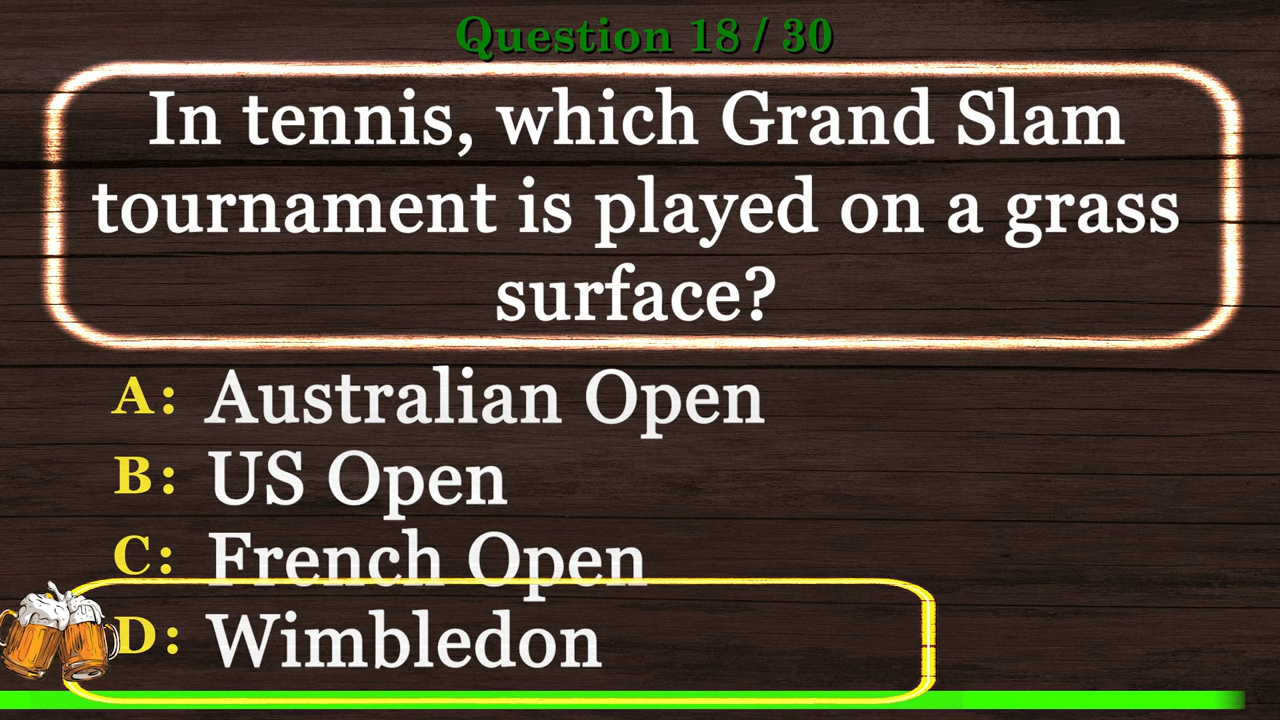 Question 18 / 30
In tennis, which Grand Slam
tournament is played on a grass
surface?
A: Australian Open
B: US Open
C: French Open
D: Wimbledon